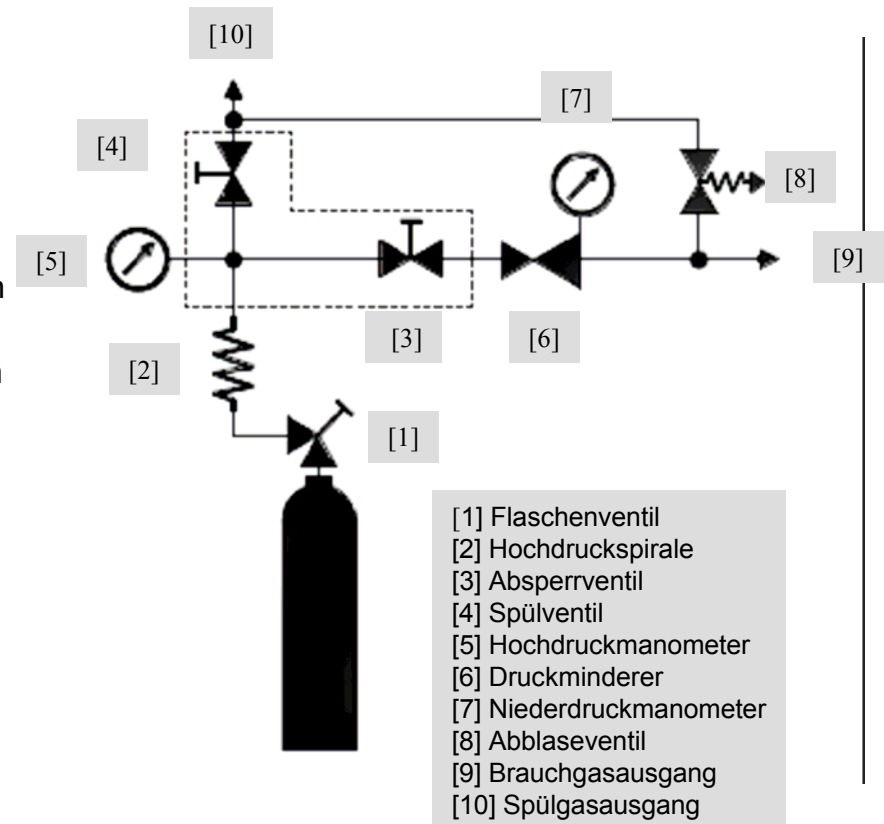 [10]
[7]
[4]
[8]
[5]
[9]
[3]
[6]
[2]
[1]
[1] Flaschenventil
[2] Hochdruckspirale
[3] Absperrventil
[4] Spülventil
[5] Hochdruckmanometer
[6] Druckminderer
[7] Niederdruckmanometer
[8] Abblaseventil
[9] Brauchgasausgang
[10] Spülgasausgang